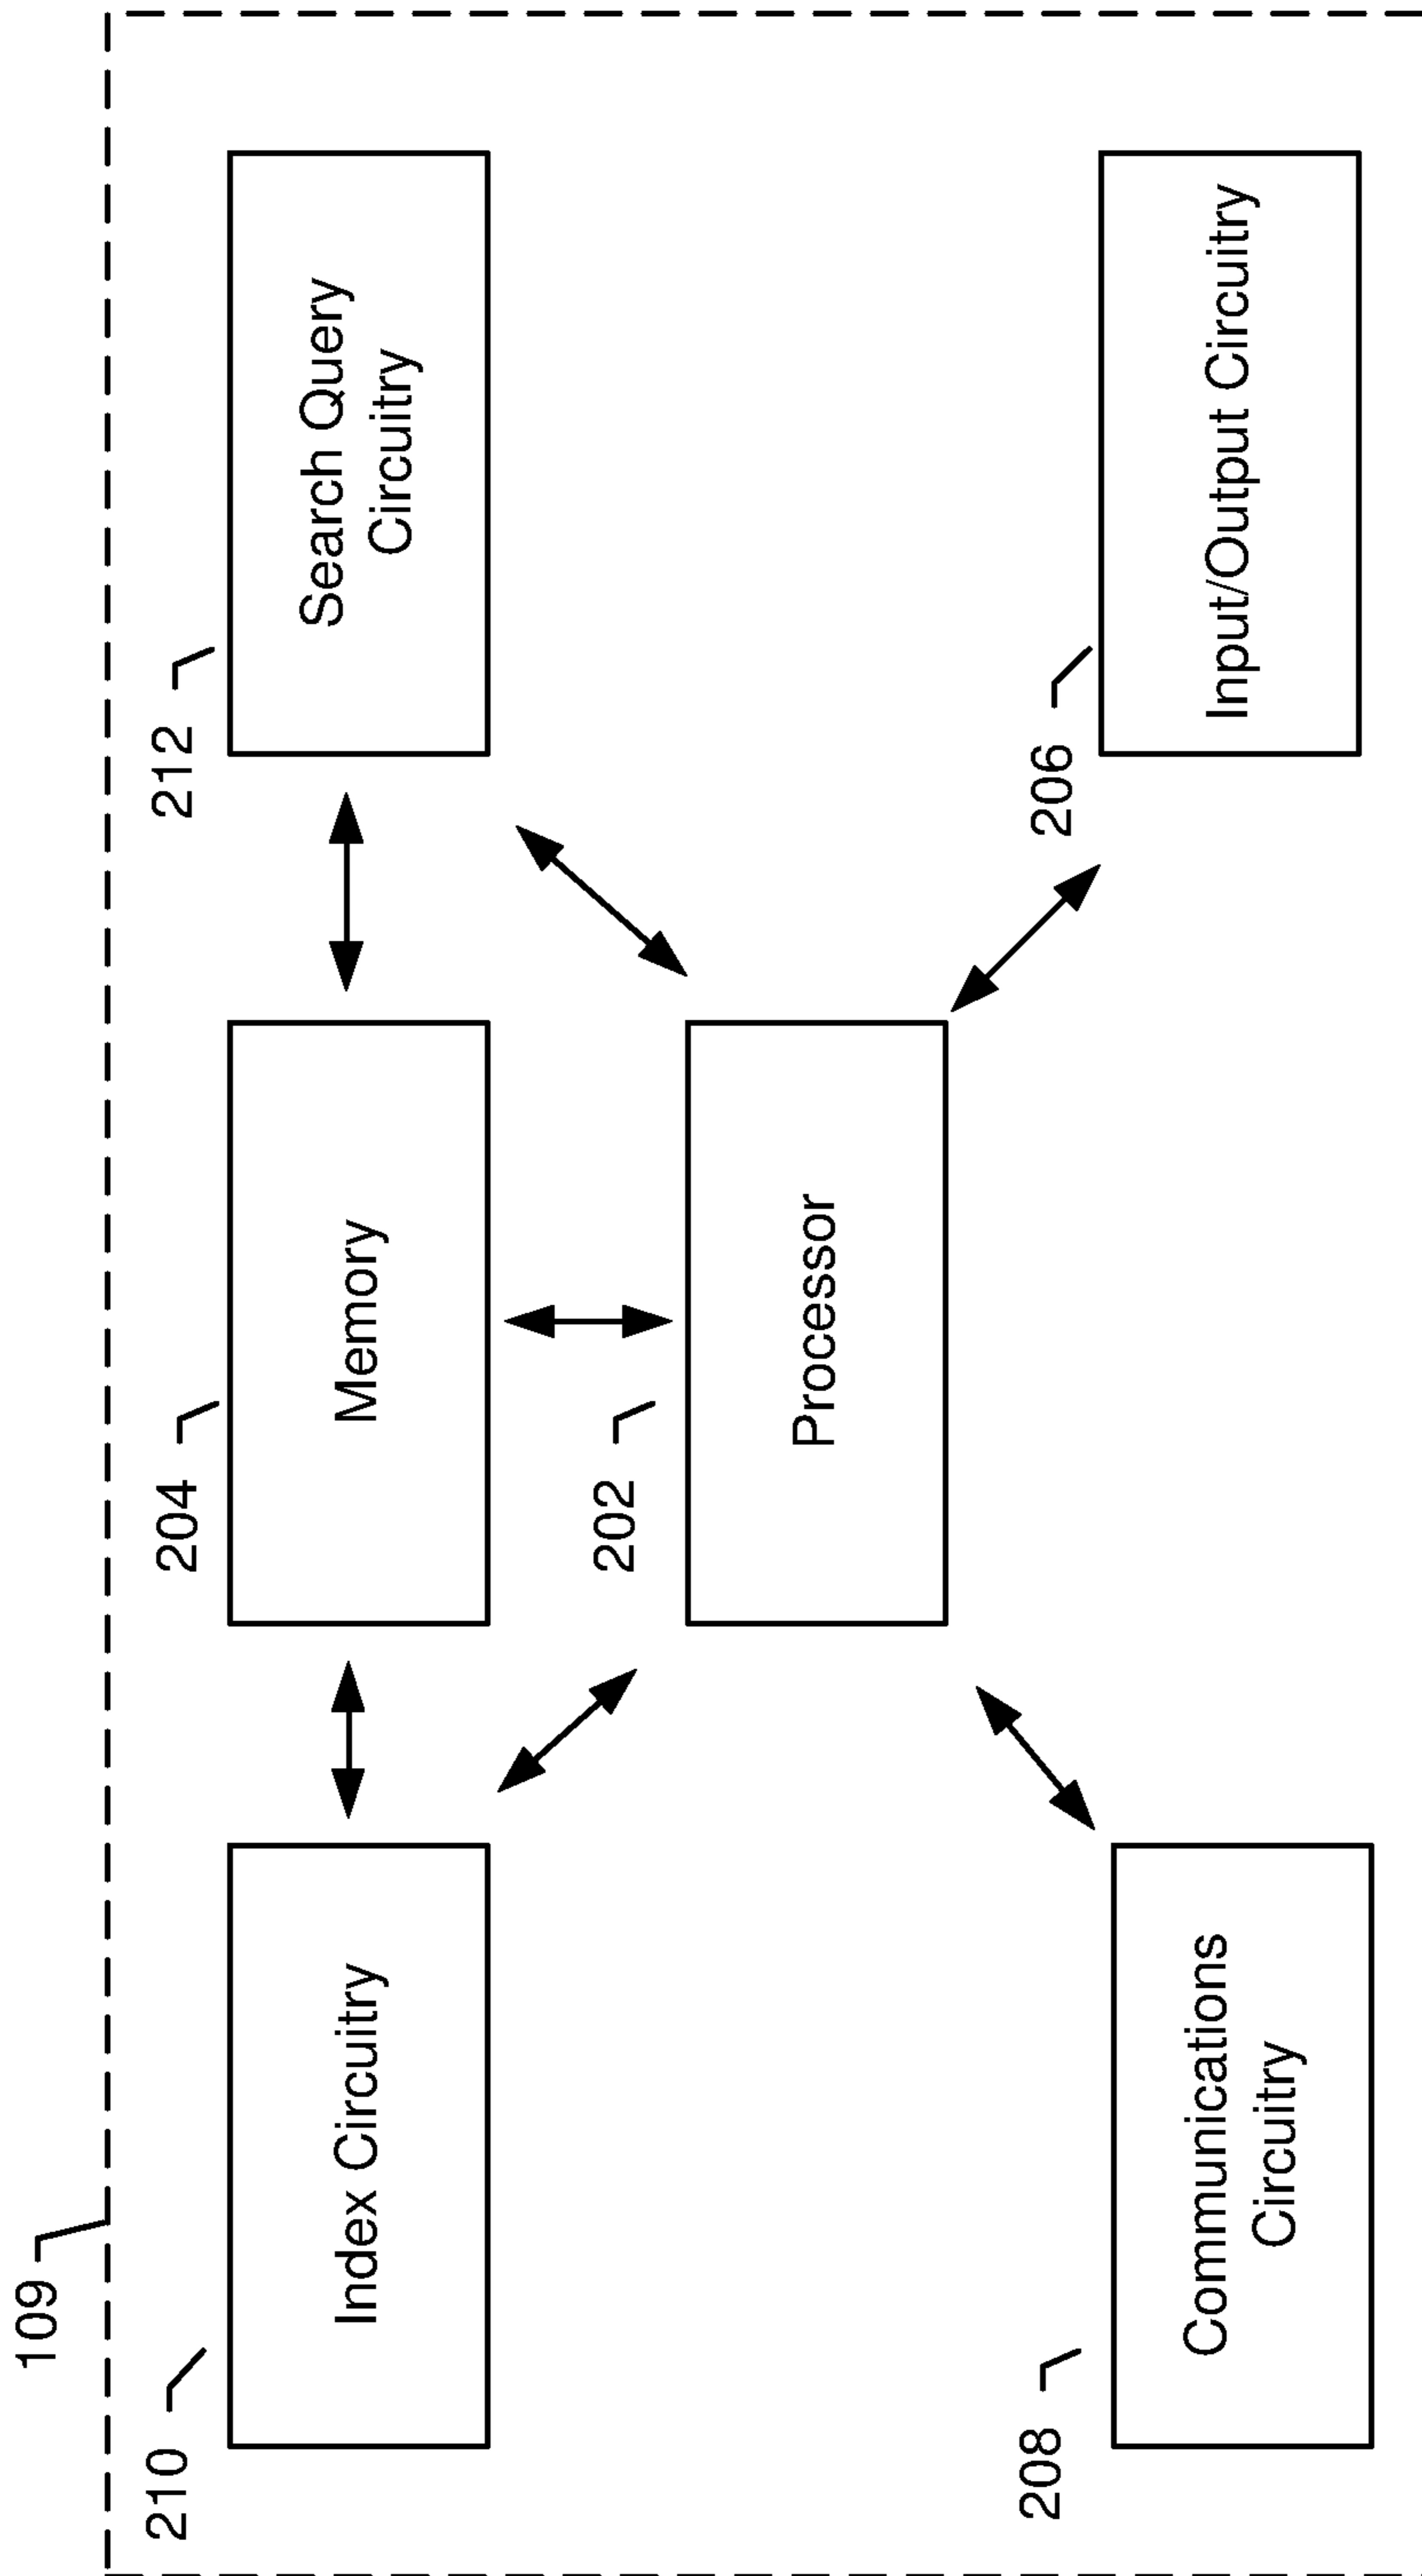 109
210
Index Circuitry
204
Memory
212
Search Query
Circuitry
202
Processor
208
Communications
Circuitry
206
Input/Output Circuitry